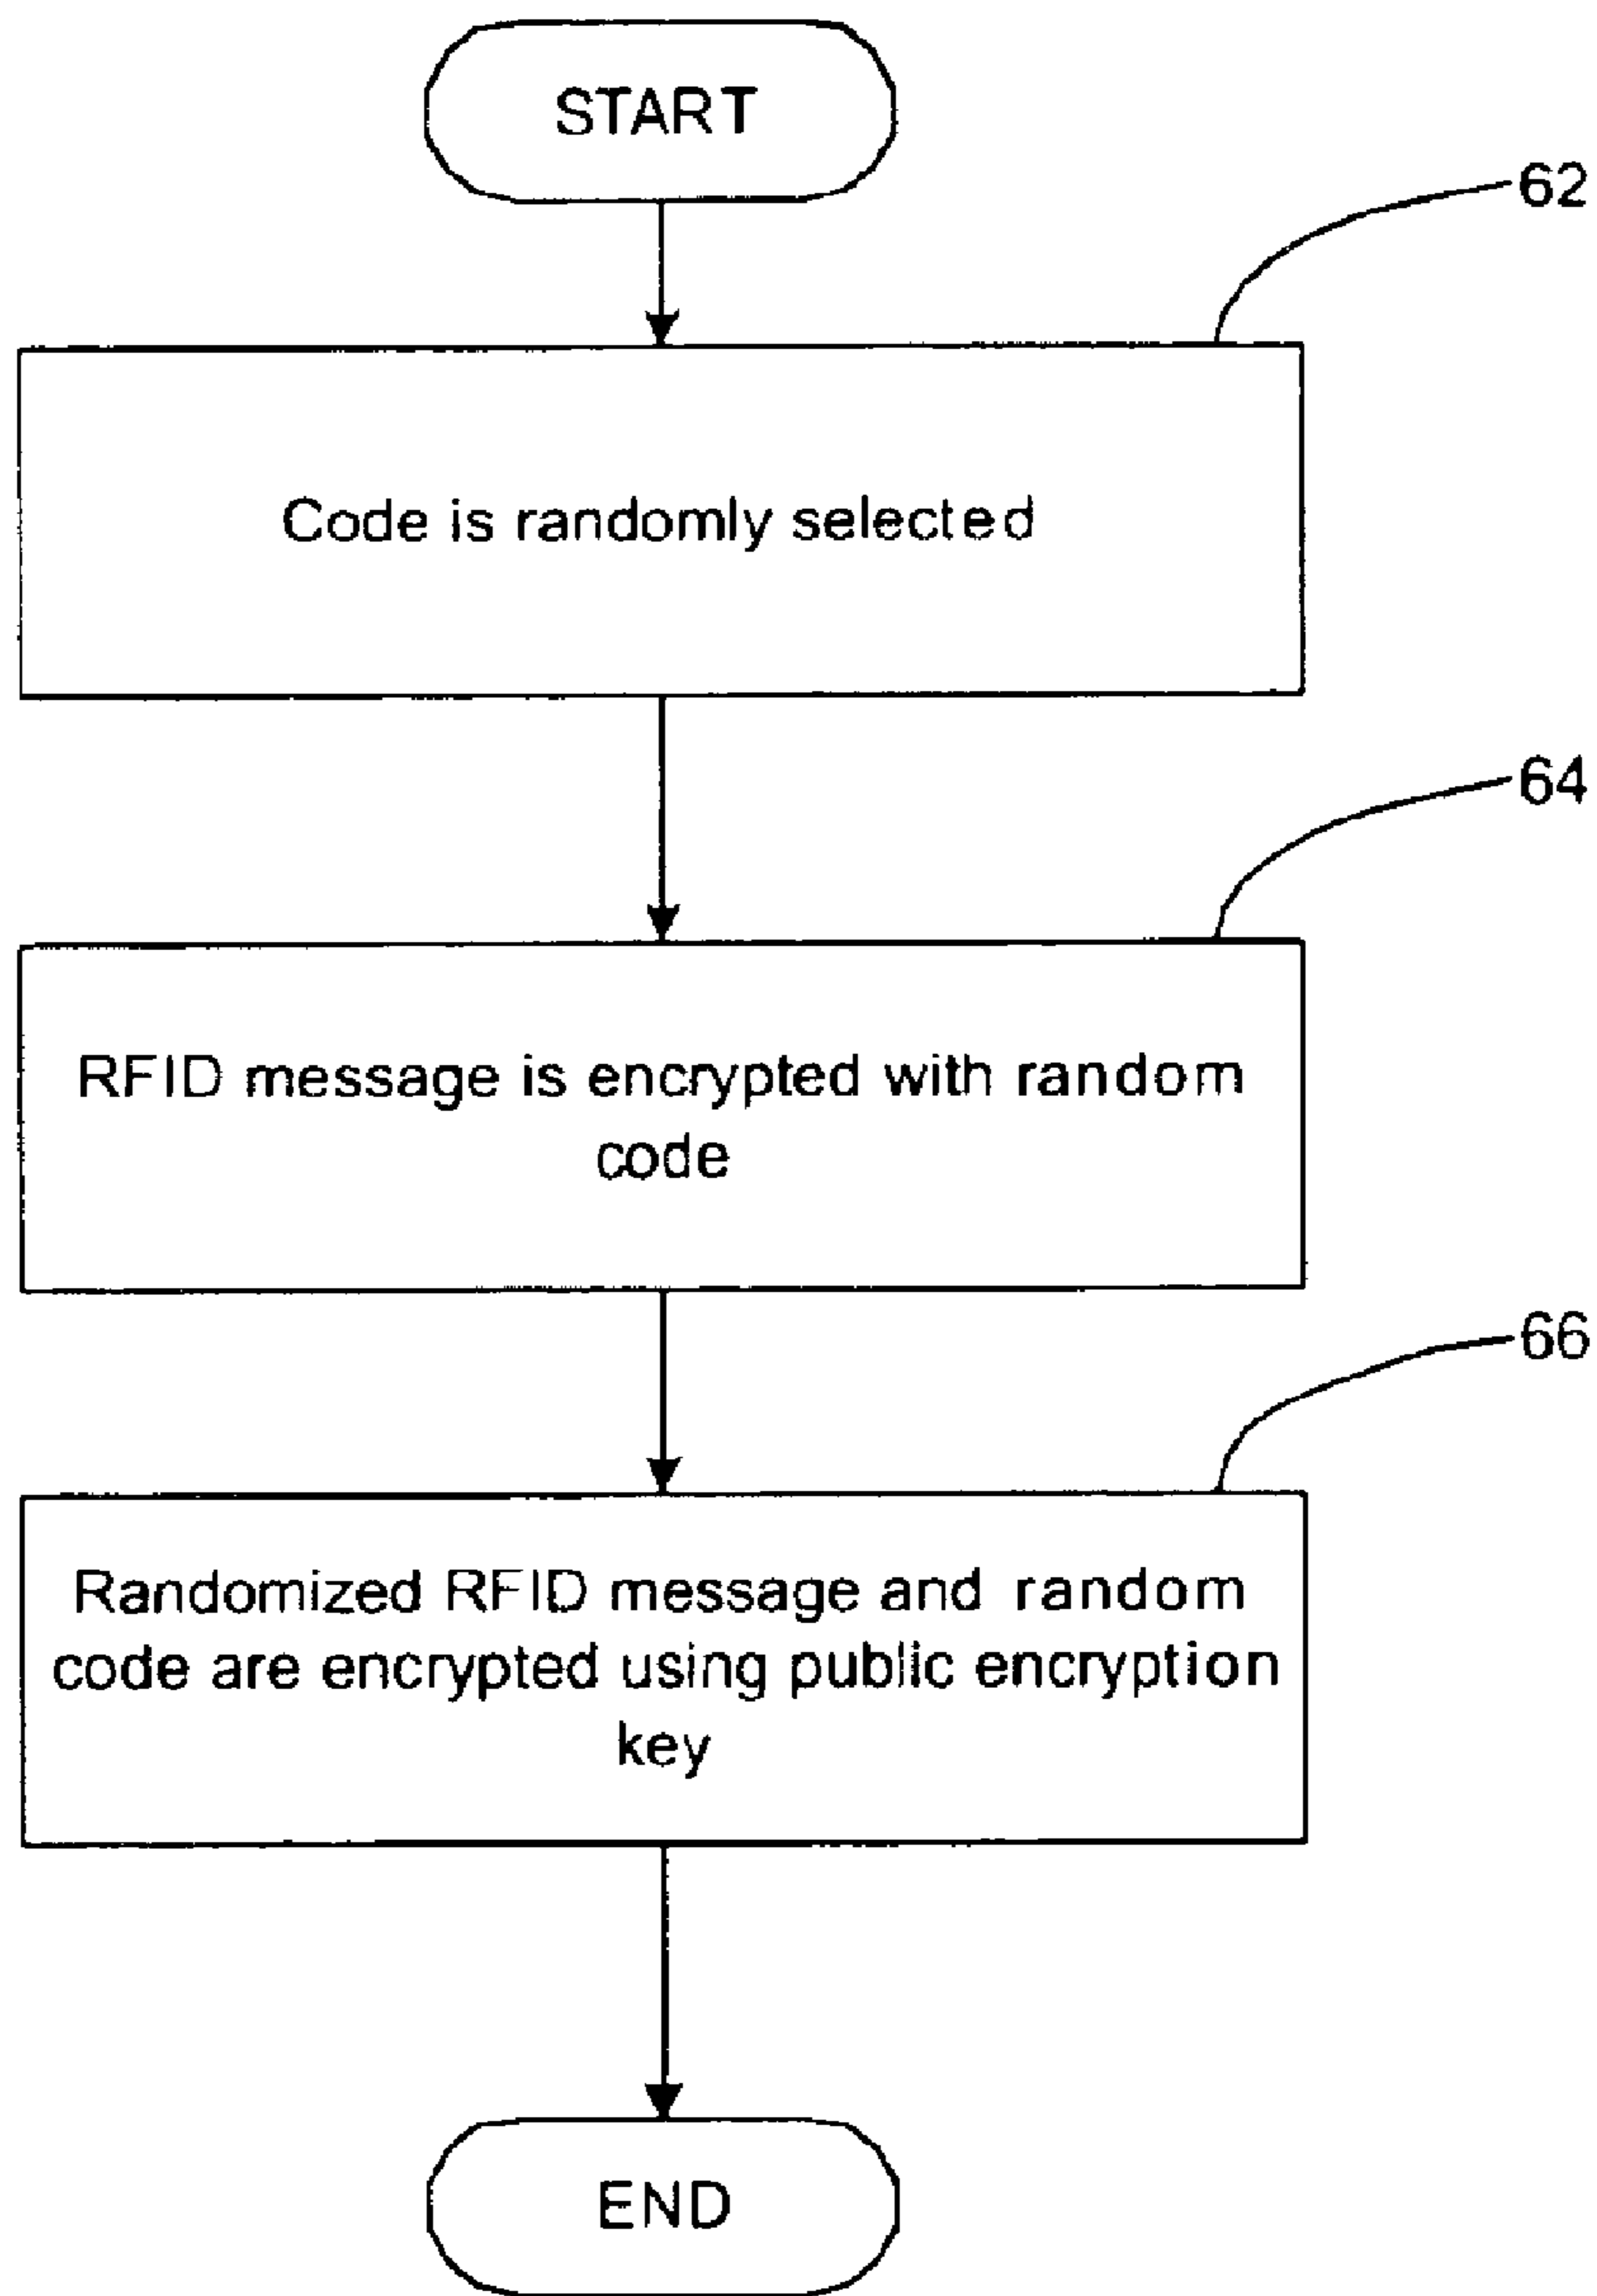 START
62
Code is randomly selected
64
RFID message is encrypted with random
code
66
Randomized RFID message and random
code are encrypted using public encryption
key
END